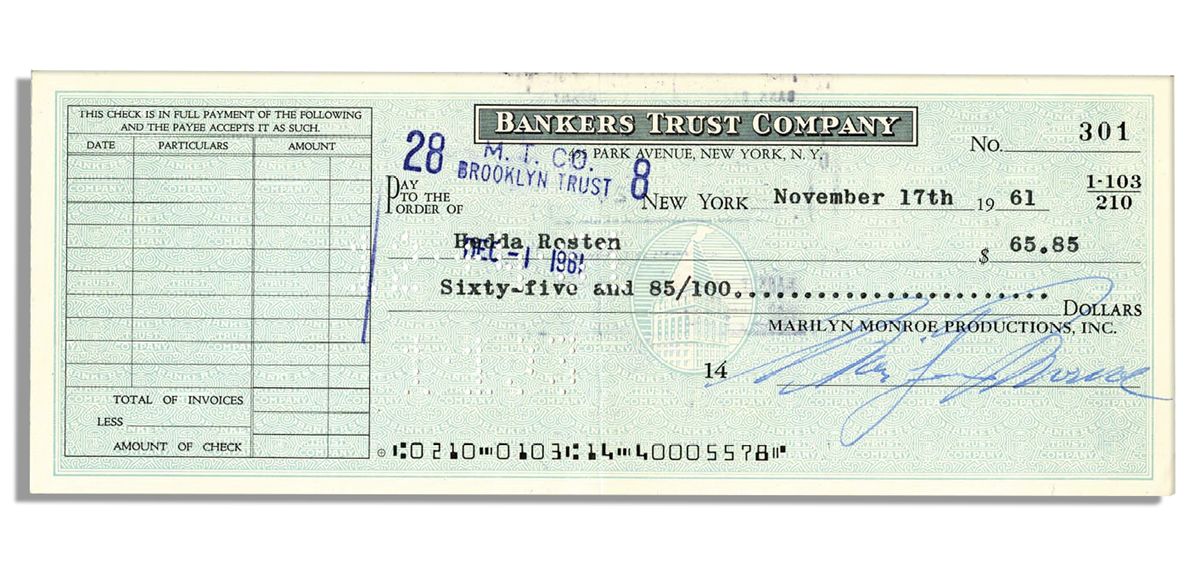 THIS CHECK IS IN FULL PAYMENT OF THE FOLLOWING
AND THE PAYEE ACCEPTS IT AS SUCH.
DATE PARTICULARS AMOUNT
TOTAL OF INVOICES
LESS
AMOUNT OF CHECK
BANKERS TRUST COMPANY
PARK AVENUE, NEW YORK, N. Y.
No. 301
28 M. T. CO. 8
BROOKLYN TRUST
PAY
TO THE
ORDER OF
NEW YORK November 17th 19 61
1-103
210
Hedda Rosten $ 65.85
DEC -1 1961
Sixty-five and 85/100........................ DOLLARS
MARILYN MONROE PRODUCTIONS, INC.
14 Marilyn Monroe
⑆0210⑉0103⑆14⑉40005578⑈